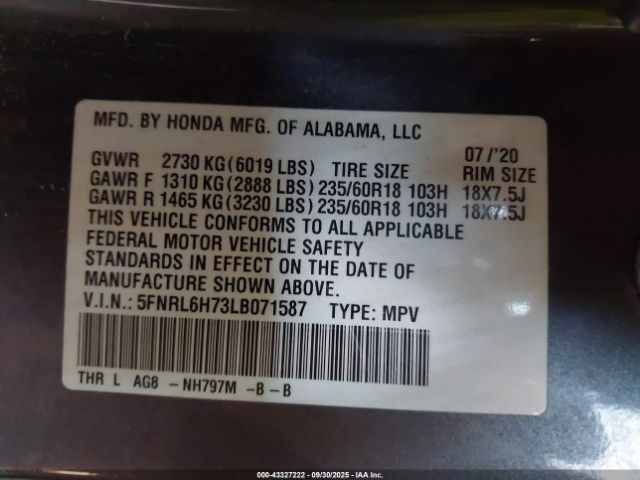 MFD. BY HONDA MFG. OF ALABAMA, LLC
07/'20
GVWR 2730 KG(6019 LBS) TIRE SIZE RIM SIZE
GAWR F 1310 KG(2888 LBS)235/60R18 103H 18X7.5J
GAWR R 1465 KG(3230 LBS)235/60R18 103H 18X7.5J
THIS VEHICLE CONFORMS TO ALL APPLICABLE
FEDERAL MOTOR VEHICLE SAFETY
STANDARDS IN EFFECT ON THE DATE OF
MANUFACTURE SHOWN ABOVE.
V.I.N.: 5FNRL6H73LB071587 TYPE: MPV
THR L AG8 -NH797M -B-B
000-43327222 - 09/30/2025 - IAAI Inc.